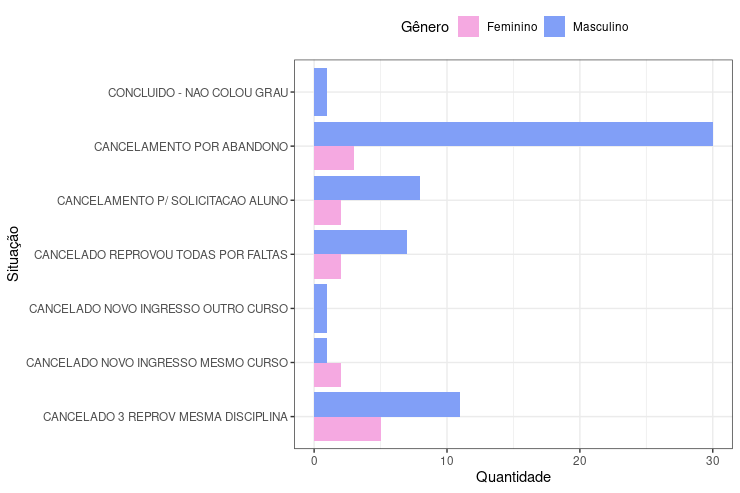 Gênero Feminino Masculino
CONCLUIDO - NAO COLOU GRAU
CANCELAMENTO POR ABANDONO
CANCELAMENTO P/ SOLICITACAO ALUNO
CANCELADO REPROVOU TODAS POR FALTAS
CANCELADO NOVO INGRESSO OUTRO CURSO
CANCELADO NOVO INGRESSO MESMO CURSO
CANCELADO 3 REPROV MESMA DISCIPLINA
Situação
0 10 20 30
Quantidade